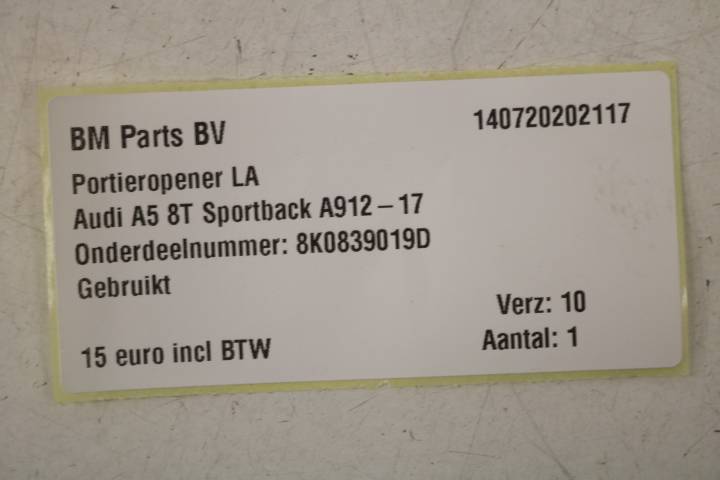 BM Parts BV
140720202117
Portieropener LA
Audi A5 8T Sportback A912 – 17
Onderdeelnummer: 8K0839019D
Gebruikt
Verz: 10
15 euro incl BTW
Aantal: 1